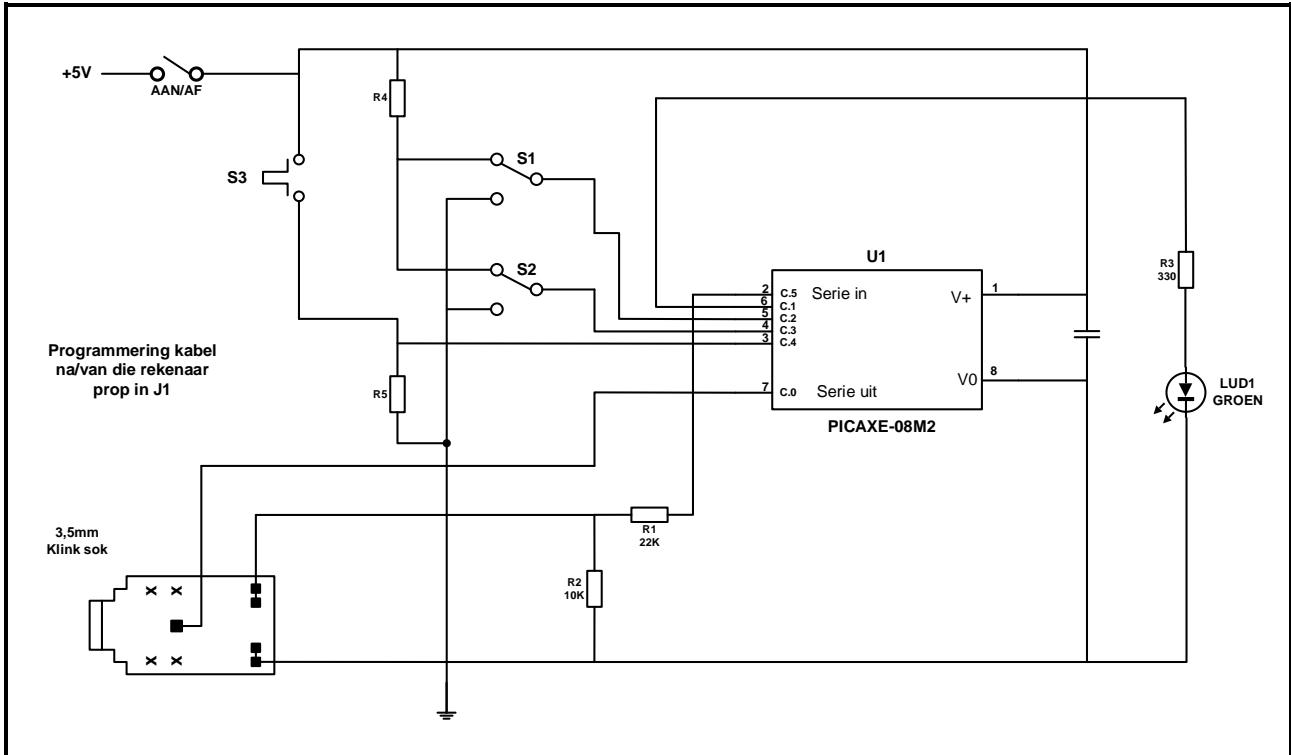 +5V
AAN/AF
R4
S1
S3
S2
U1
R3
330
2 C.5 Serie in
6 C.1
5 C.2
4 C.3
3 C.4
V+ 1
Programmering kabel
na/van die rekenaar
prop in J1
R5
7 C.0 Serie uit
V0 8
LUD1
GROEN
PICAXE-08M2
3,5mm
Klink sok
R1
22K
R2
10K